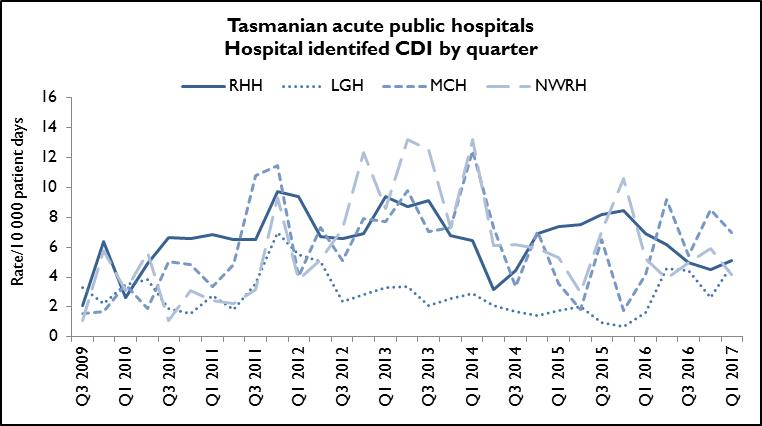 Tasmanian acute public hospitals
Hospital identifed CDI by quarter
RHH LGH MCH NWRH
Rate/10 000 patient days
16
14
12
10
8
6
4
2
0
Q3 2009
Q1 2010
Q3 2010
Q1 2011
Q3 2011
Q1 2012
Q3 2012
Q1 2013
Q3 2013
Q1 2014
Q3 2014
Q1 2015
Q3 2015
Q1 2016
Q3 2016
Q1 2017